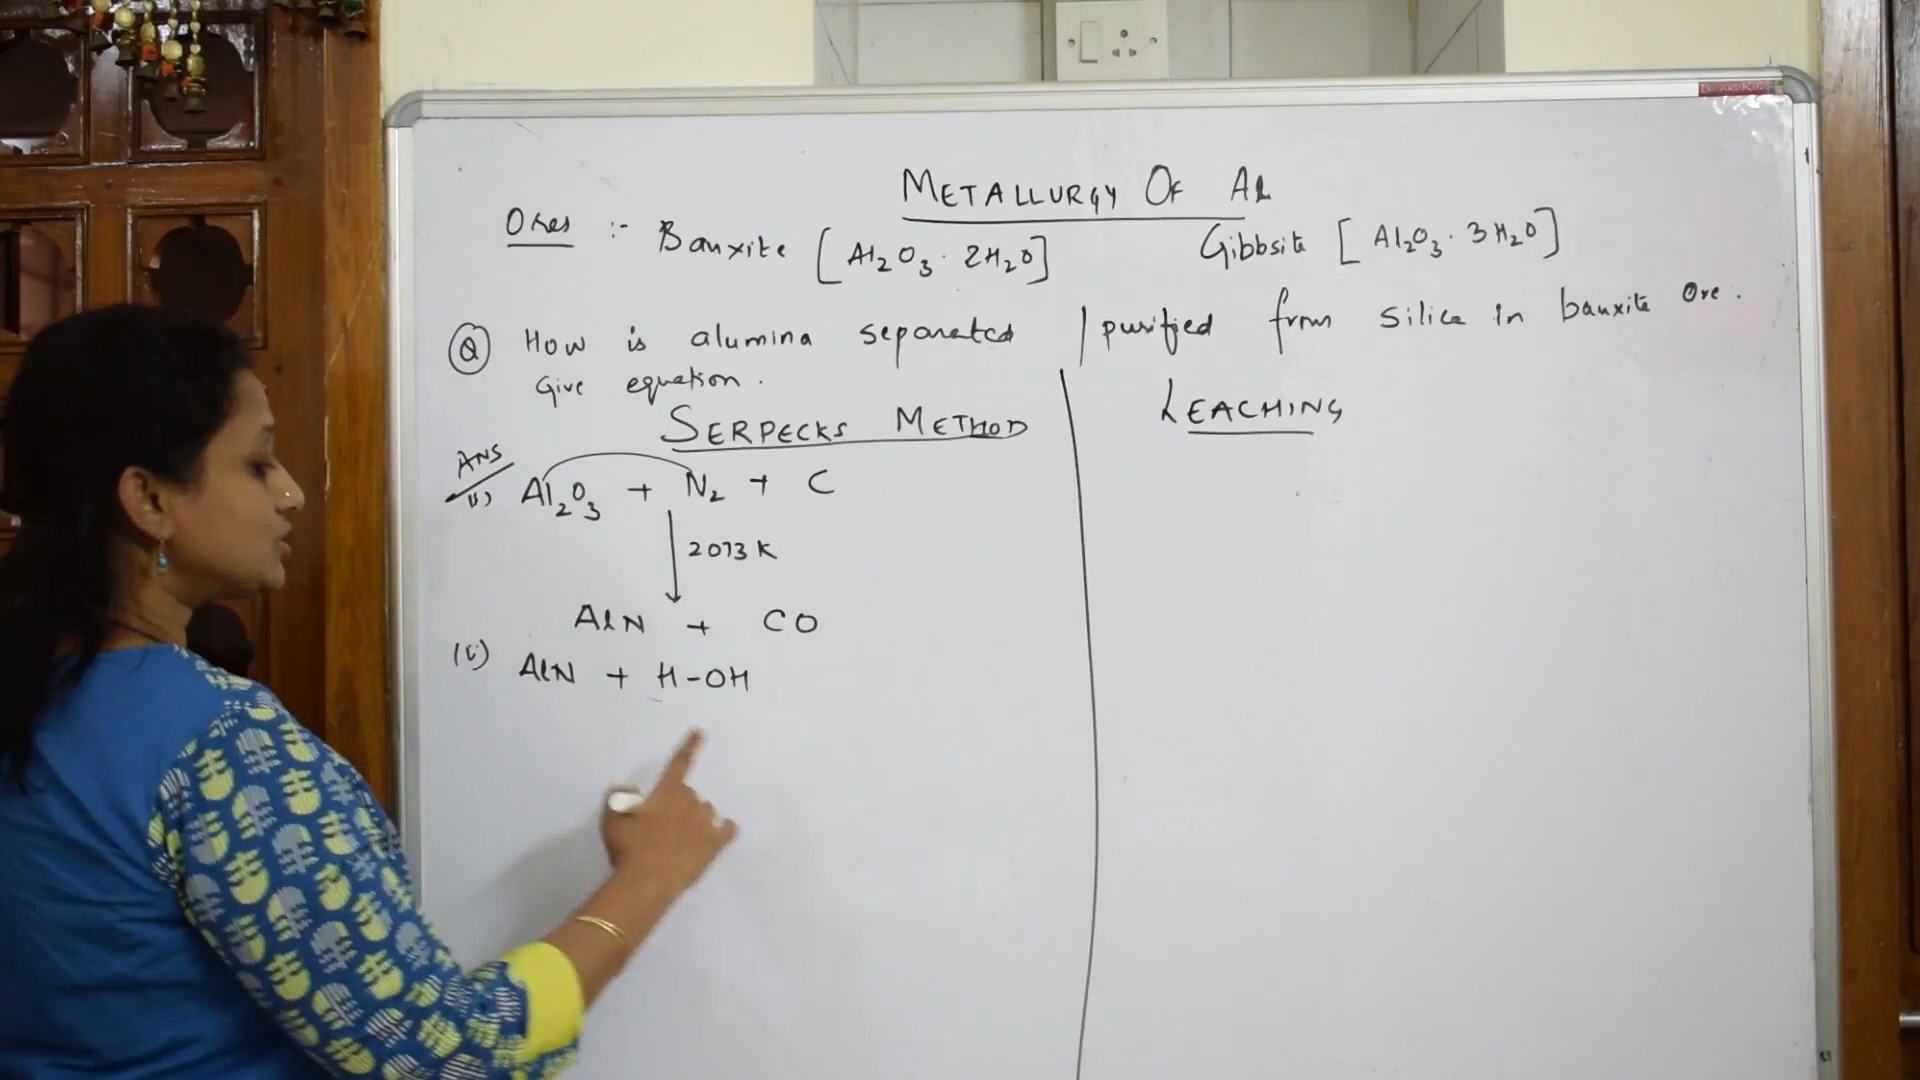 METALLURGY OF Al
Ores :- Bauxite [Al₂O₃· 2H₂O] Gibbsite [Al₂O₃· 3H₂O]
Q How is alumina separated / purified from silica in bauxite ore.
Give equation.
SERPECKS METHOD
LEACHING
ANS
(i) Al₂O₃ + N₂ + C
2073 K
AlN + CO
(ii) AlN + H-OH